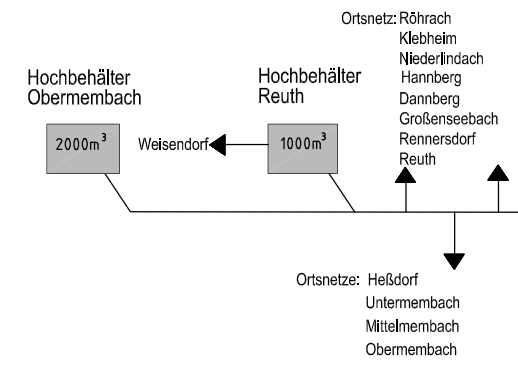 Ortsnetz: Röhrach
Klebheim
Niederlindach
Hannberg
Dannberg
Großenseebach
Rennersdorf
Reuth
Hochbehälter
Obermembach
2000m³
Hochbehälter
Reuth
1000m³
Weisendorf
Ortsnetze: Heßdorf
Untermembach
Mittelmembach
Obermembach